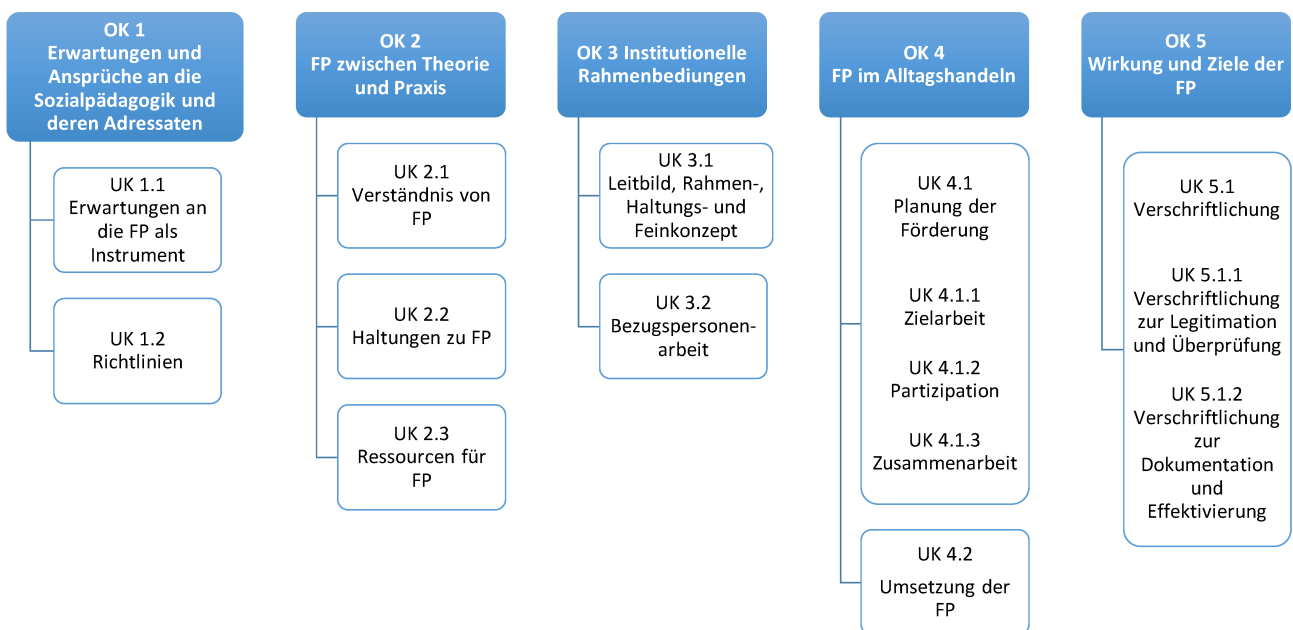 OK 1
Erwartungen und
Ansprüche an die
Sozialpädagogik und
deren Adressaten
UK 1.1
Erwartungen an
die FP als
Instrument
UK 1.2
Richtlinien
OK 2
FP zwischen Theorie
und Praxis
UK 2.1
Verständnis von
FP
UK 2.2
Haltungen zu FP
UK 2.3
Ressourcen für
FP
OK 3 Institutionelle
Rahmenbediungen
UK 3.1
Leitbild, Rahmen-,
Haltungs- und
Feinkonzept
UK 3.2
Bezugspersonen-
arbeit
OK 4
FP im Alltagshandeln
UK 4.1
Planung der
Förderung
UK 4.1.1
Zielarbeit
UK 4.1.2
Partizipation
UK 4.1.3
Zusammenarbeit
UK 4.2
Umsetzung der
FP
OK 5
Wirkung und Ziele der
FP
UK 5.1
Verschriftlichung
UK 5.1.1
Verschriftlichung
zur Legitimation
und Überprüfung
UK 5.1.2
Verschriftlichung
zur
Dokumentation
und
Effektivierung